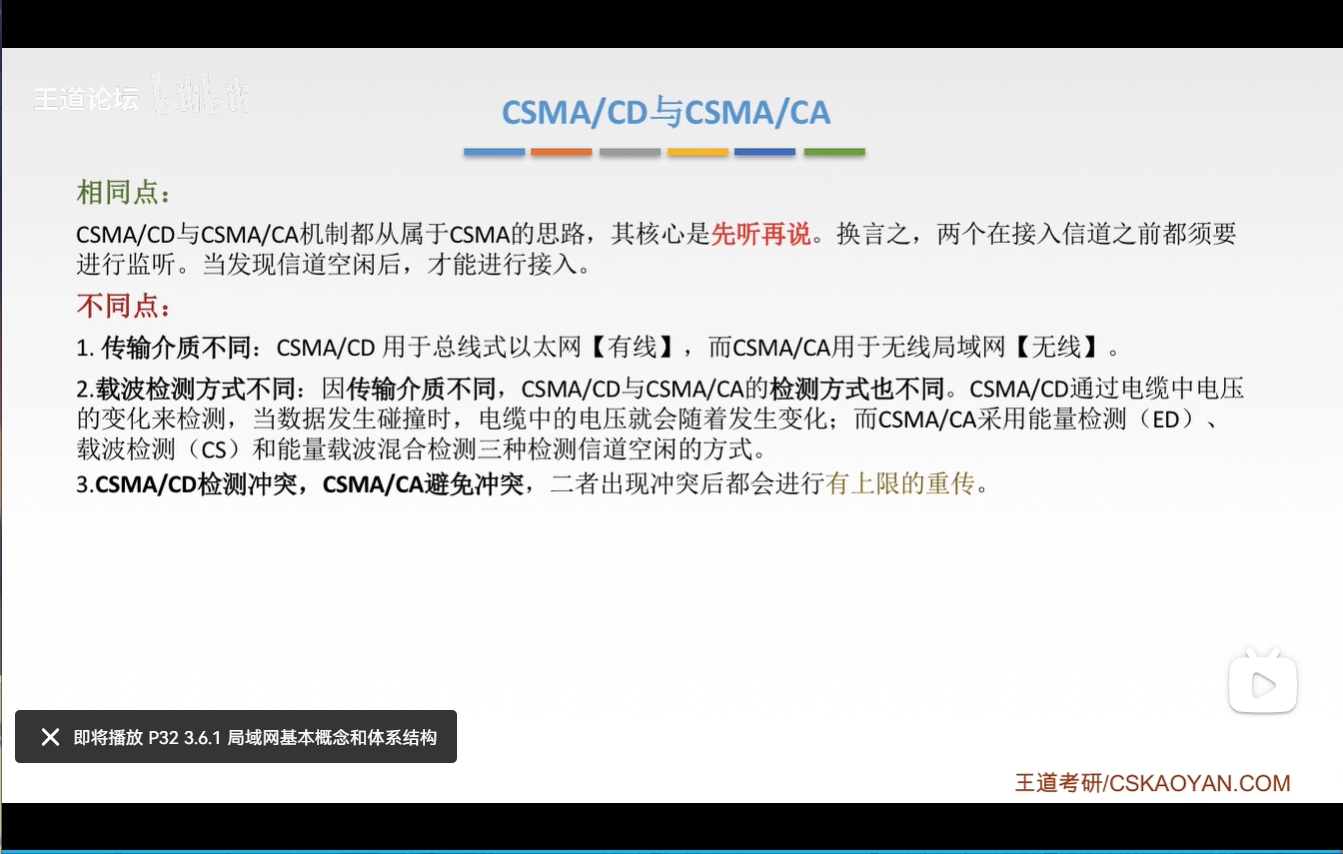 王道论坛 bilibili
CSMA/CD与CSMA/CA
相同点：
CSMA/CD与CSMA/CA机制都从属于CSMA的思路，其核心是先听再说。换言之，两个在接入信道之前都须要
进行监听。当发现信道空闲后，才能进行接入。
不同点：
1. 传输介质不同：CSMA/CD 用于总线式以太网【有线】，而CSMA/CA用于无线局域网【无线】。
2.载波检测方式不同：因传输介质不同，CSMA/CD与CSMA/CA的检测方式也不同。CSMA/CD通过电缆中电压
的变化来检测，当数据发生碰撞时，电缆中的电压就会随着发生变化；而CSMA/CA采用能量检测（ED）、
载波检测（CS）和能量载波混合检测三种检测信道空闲的方式。
3.CSMA/CD检测冲突，CSMA/CA避免冲突，二者出现冲突后都会进行有上限的重传。
即将播放 P32 3.6.1 局域网基本概念和体系结构
王道考研/CSKAOYAN.COM